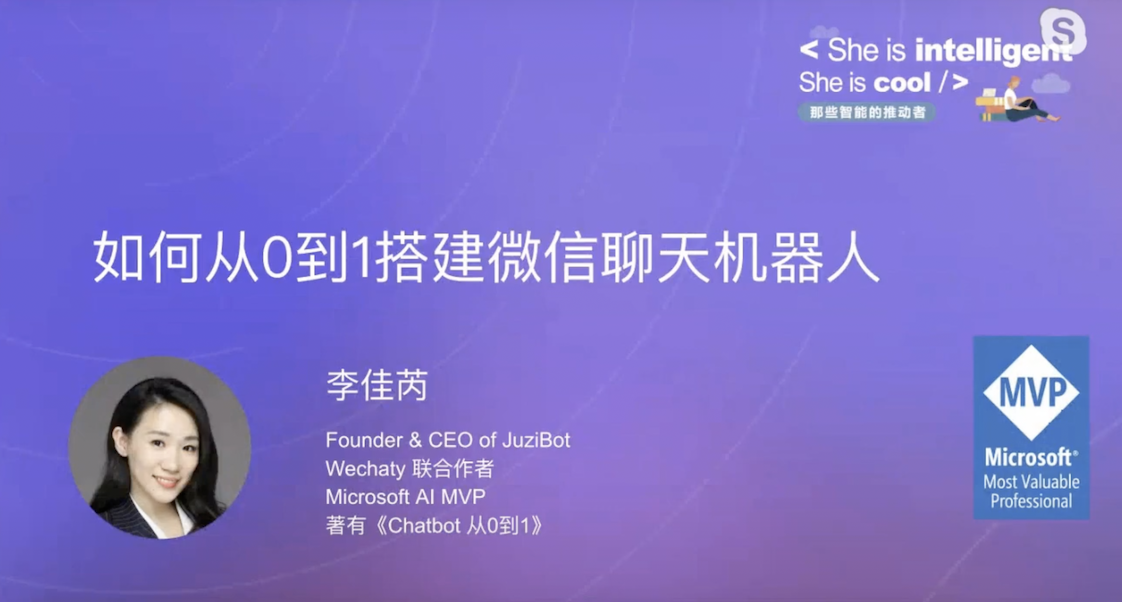 S
< She is intelligent
She is cool />
那些智能的推动者
如何从0到1搭建微信聊天机器人
李佳芮
Founder & CEO of JuziBot
Wechaty 联合作者
Microsoft AI MVP
著有《Chatbot 从0到1》
MVP
Microsoft®
Most Valuable
Professional